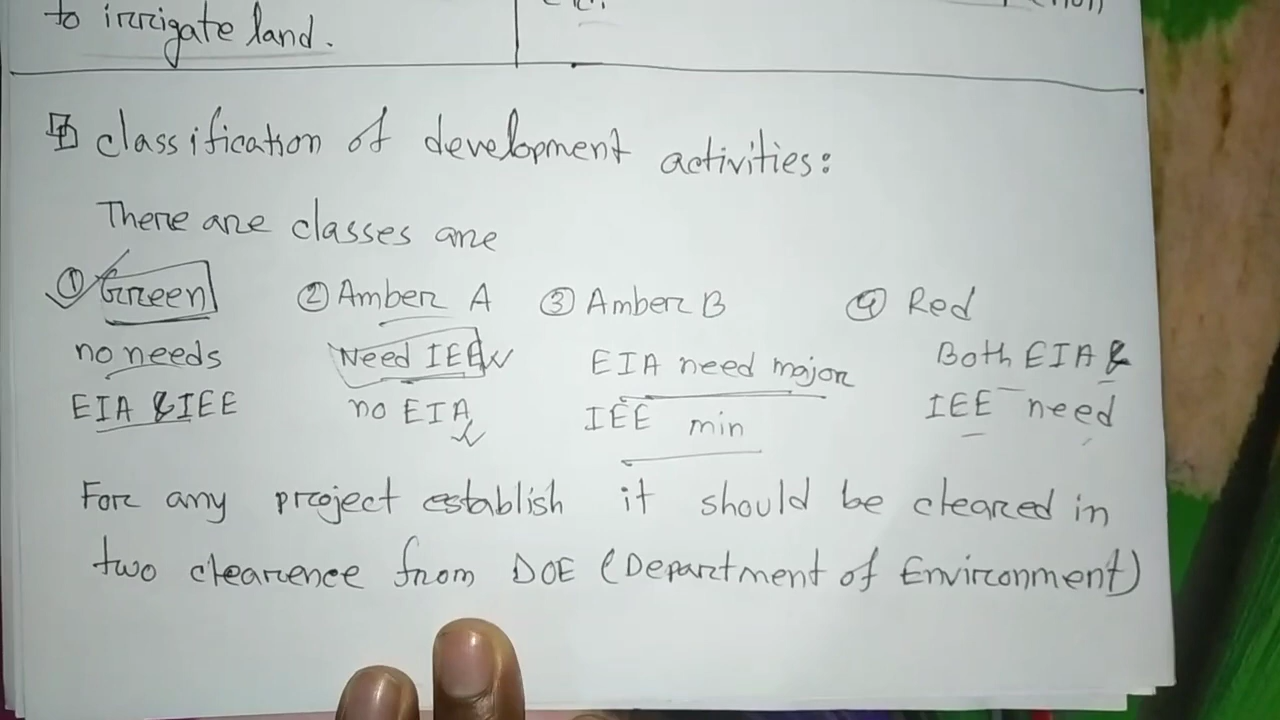 to irrigate land.
classification of development activities:
There are classes are
① Green ② Amber A ③ Amber B ④ Red
no needs Need IEE EIA need major Both EIA &
EIA & IEE no EIA IEE min IEE need
For any project establish it should be cleared in
two clearence from DOE (Department of Environment)